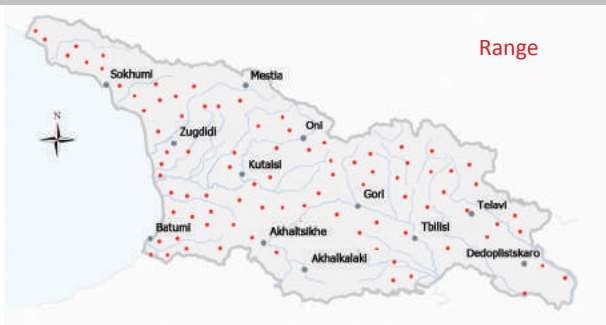 Range
N
Sokhumi
Mestia
Zugdidi
Oni
Kutaisi
Gori
Telavi
Batumi
Akhaltsikhe
Tbilisi
Dedoplistskaro
Akhalkalaki